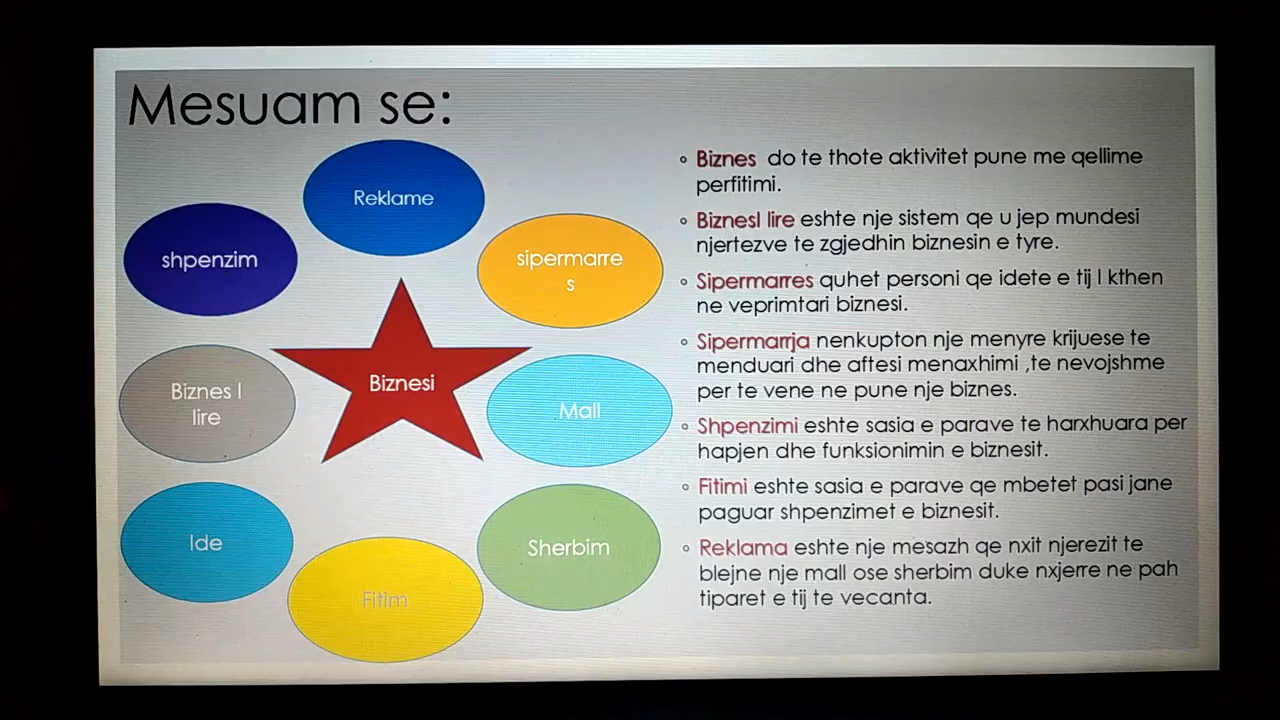 Mesuam se:
Reklame
shpenzim
sipermarre
s
Biznesi
Biznes I
lire
Mall
Ide
Sherbim
Fitim
◦ Biznes do te thote aktivitet pune me qellime
perfitimi.
◦ BiznesI lire eshte nje sistem qe u jep mundesi
njertezve te zgjedhin biznesin e tyre.
◦ Sipermarres quhet personi qe idete e tij I kthen
ne veprimtari biznesi.
◦ Sipermarrja nenkupton nje menyre krijuese te
menduari dhe aftesi menaxhimi ,te nevojshme
per te vene ne pune nje biznes.
◦ Shpenzimi eshte sasia e parave te harxhuara per
hapjen dhe funksionimin e biznesit.
◦ Fitimi eshte sasia e parave qe mbetet pasi jane
paguar shpenzimet e biznesit.
◦ Reklama eshte nje mesazh qe nxit njerezit te
blejne nje mall ose sherbim duke nxjerre ne pah
tiparet e tij te vecanta.